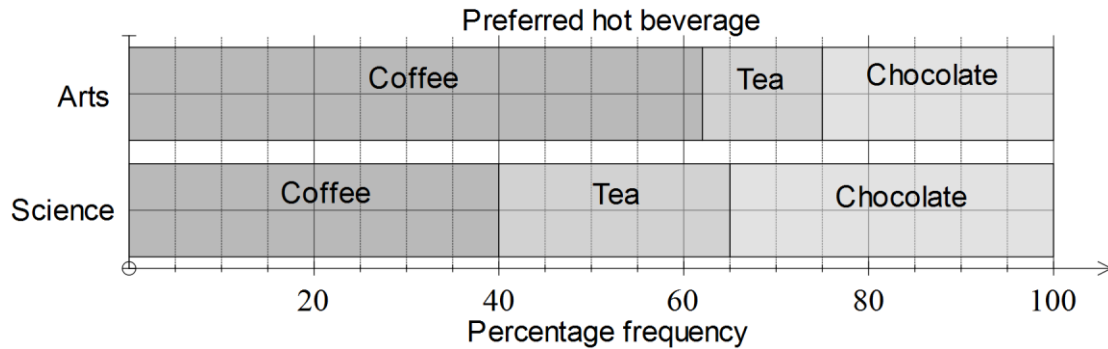 Preferred hot beverage
Arts
Coffee
Tea
Chocolate
Science
Coffee
Tea
Chocolate
20 40 60 80 100
Percentage frequency